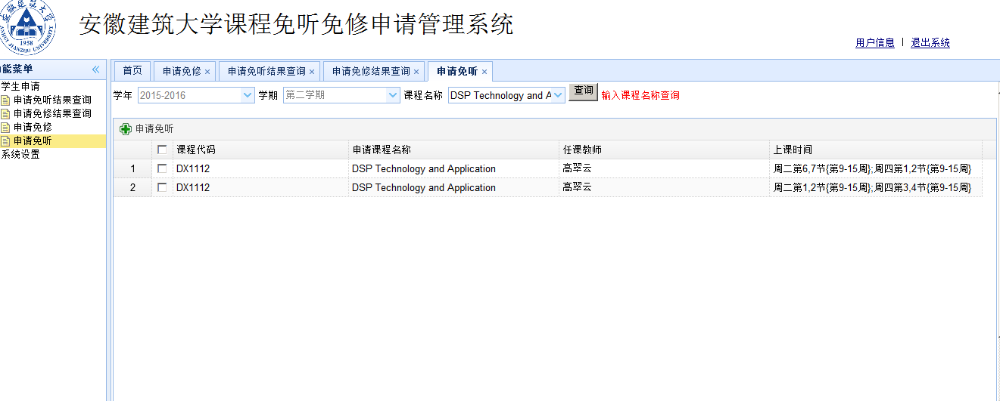 安徽建筑大学课程免听免修申请管理系统
安徽建筑大学
ANHUI JIANZHU UNIVERSITY
1958
用户信息 | 退出系统
能菜单
首页 申请免修 × 申请免听结果查询 × 申请免修结果查询 × 申请免听 ×
学生申请
申请免听结果查询
申请免修结果查询
申请免修
申请免听
系统设置
学年 2015-2016 学期 第二学期 课程名称 DSP Technology and A 查询 输入课程名称查询
申请免听
课程代码 申请课程名称 任课教师 上课时间
1 DX1112 DSP Technology and Application 高翠云 周二第6,7节{第9-15周};周四第1,2节{第9-15周}
2 DX1112 DSP Technology and Application 高翠云 周二第1,2节{第9-15周};周四第3,4节{第9-15周}